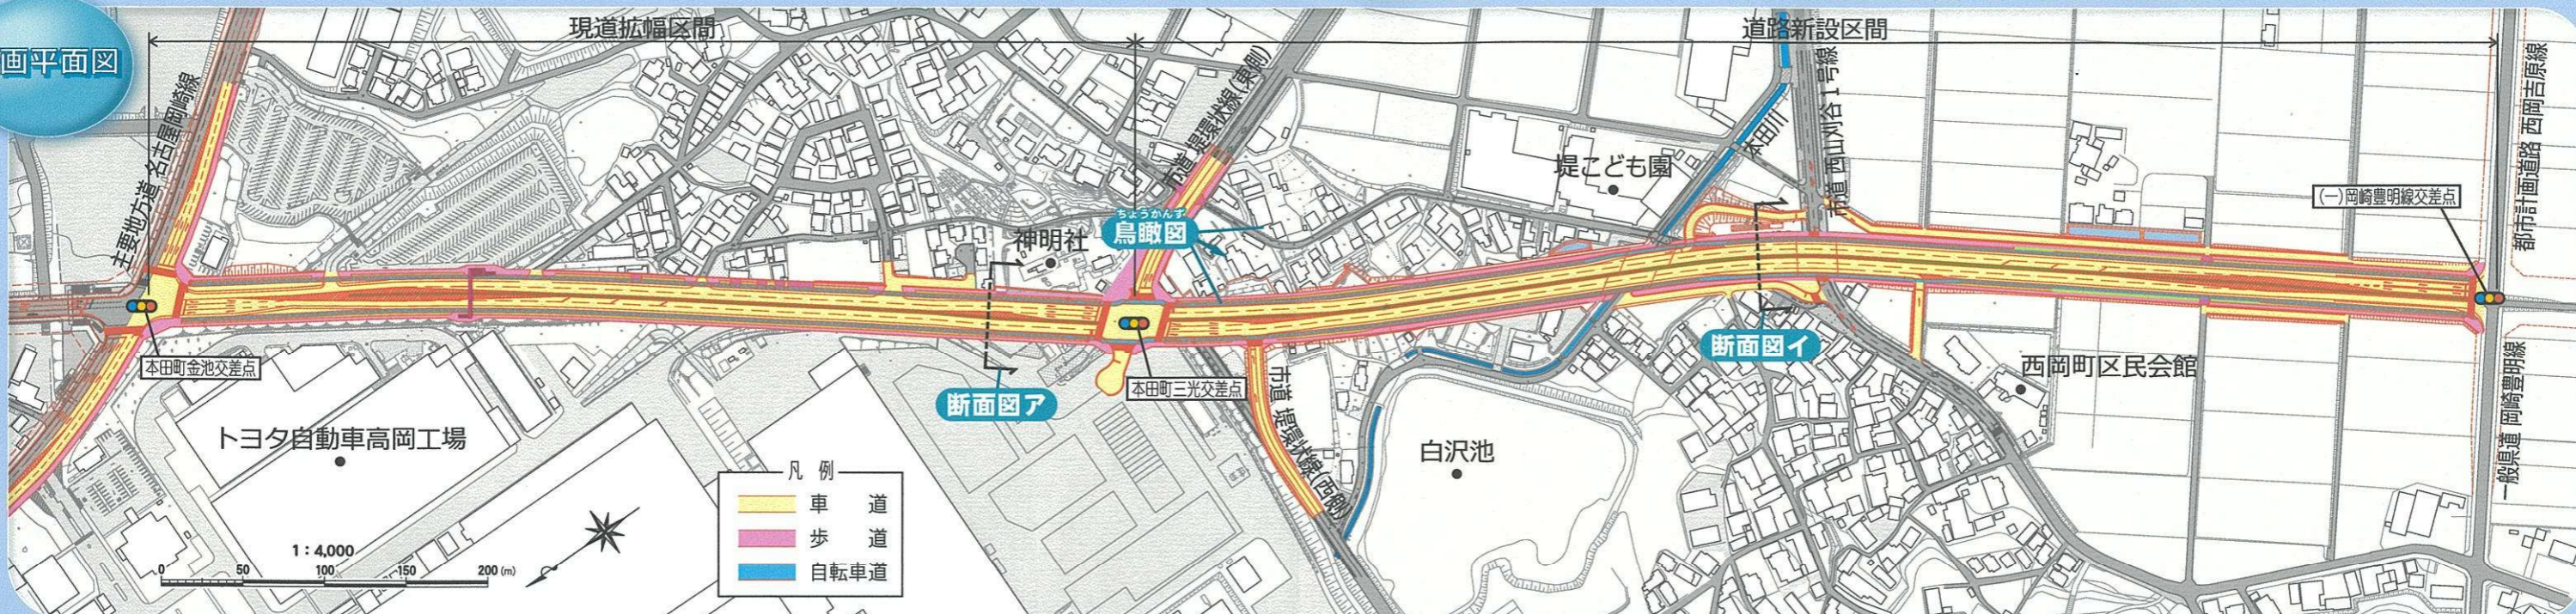 画平面図
現道拡幅区間
道路新設区間
主要地方道 名古屋岡崎線
市道 堤環状線(東側)
本田川
市道 西山刈谷1号線
都市計画道路 西岡吉原線
堤こども園
(一)岡崎豊明線交差点
神明社
ちょうかんず
鳥瞰図
本田町金池交差点
断面図ア
本田町三光交差点
断面図イ
西岡町区民会館
市道 堤環状線(西側)
一般県道 岡崎豊明線
トヨタ自動車高岡工場
白沢池
凡 例
車 道
歩 道
自転車道
1:4,000
0 50 100 150 200 (m)